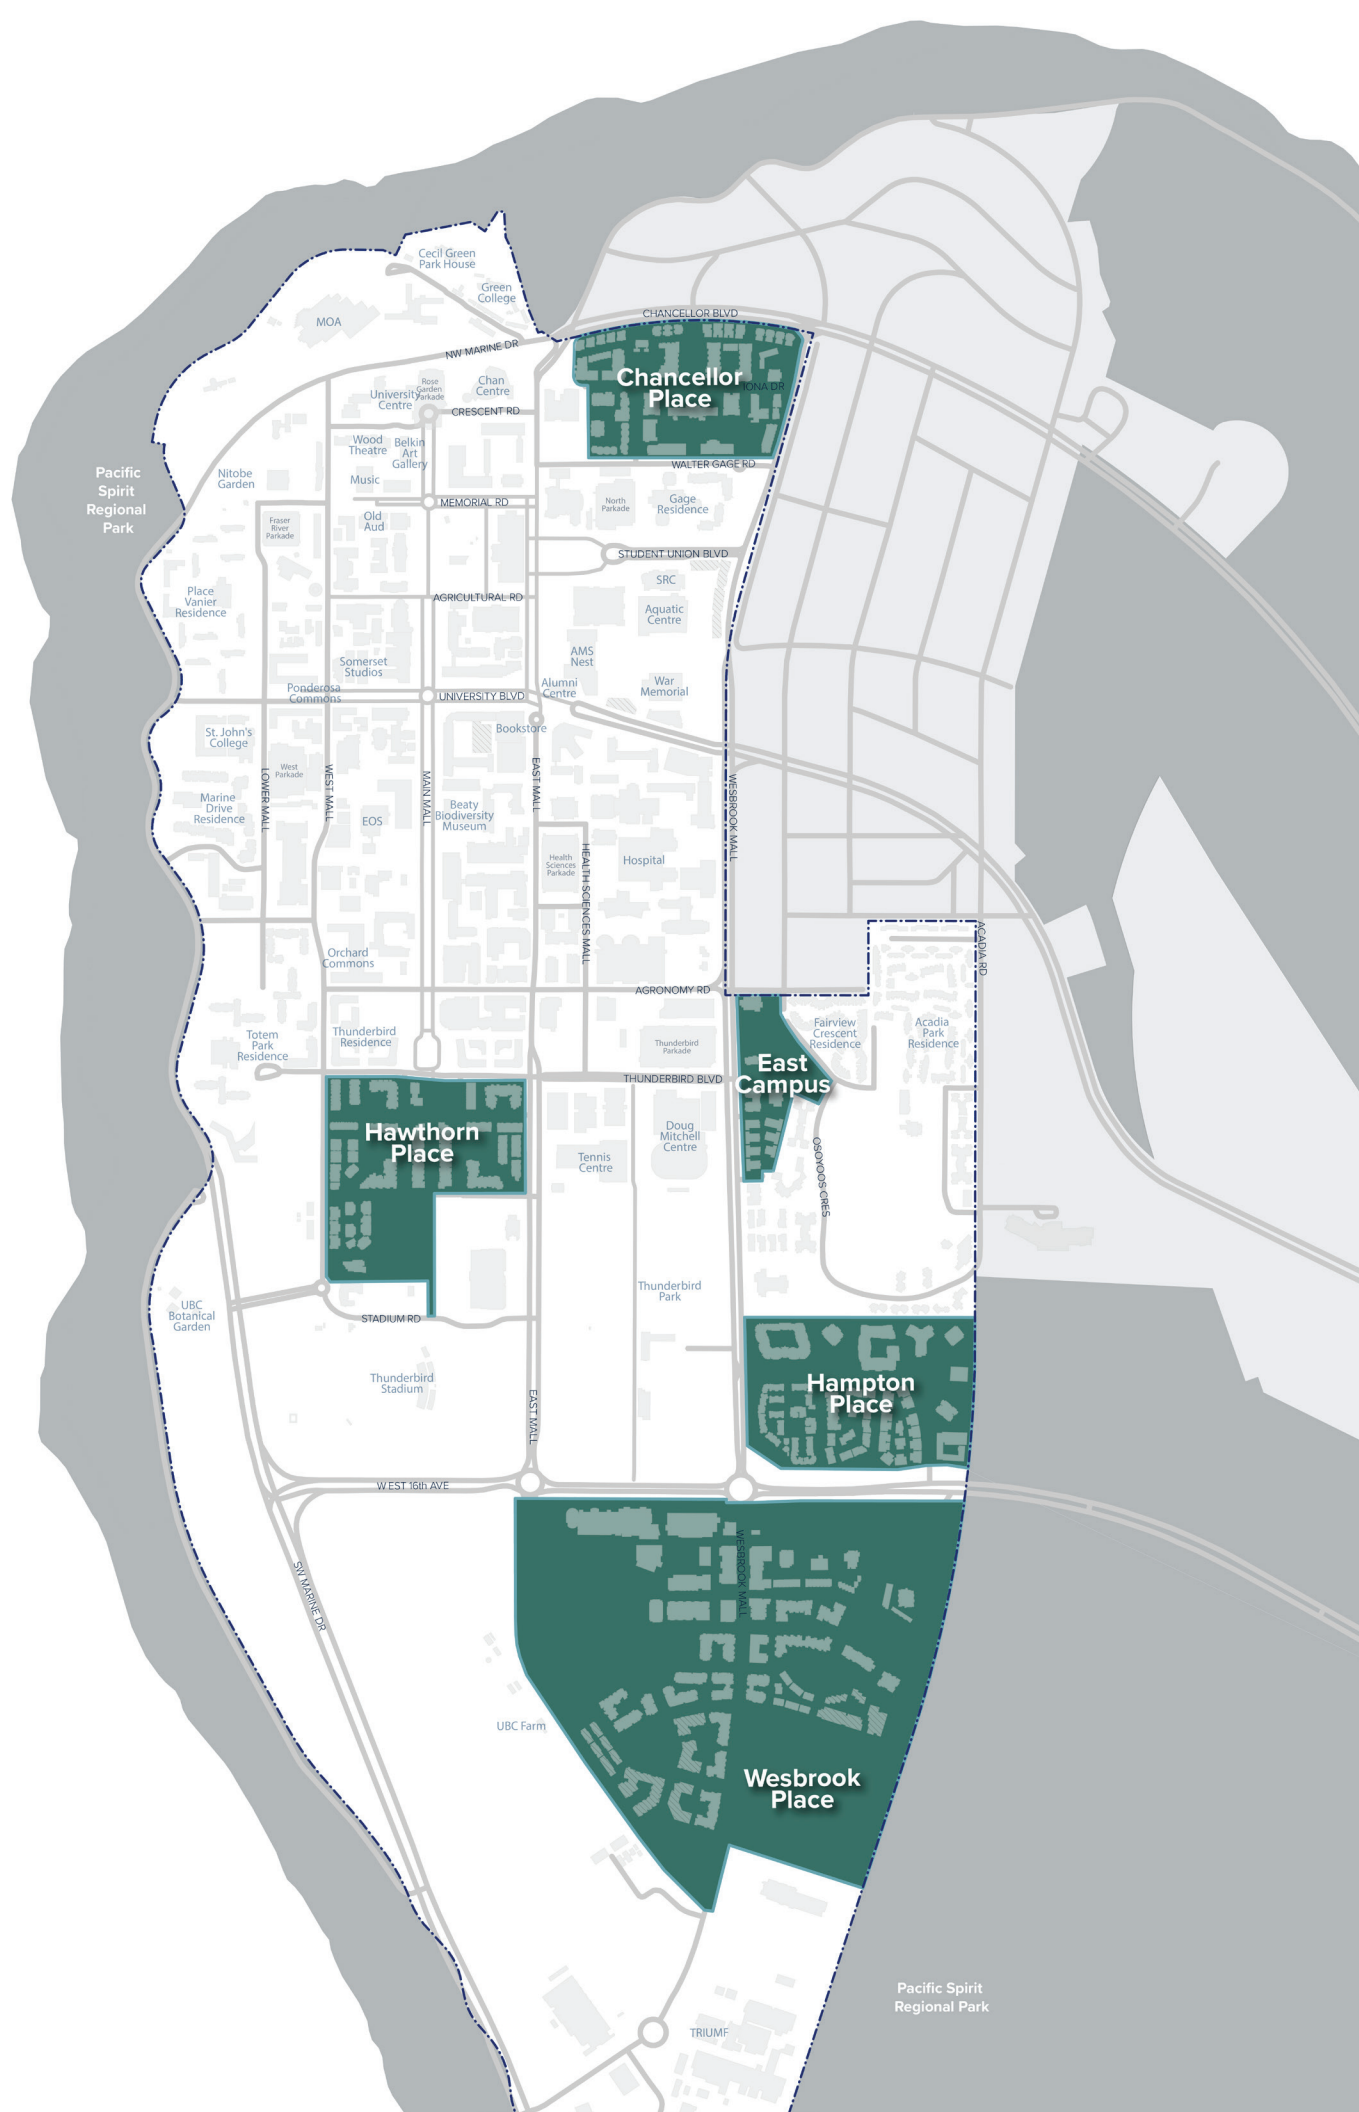 Cecil Green
Park House
Green
College
MOA
CHANCELLOR BLVD
NW MARINE DR
Chancellor
Place
IONA DR
Rose
Garden
Parkade
University
Centre
Chan
Centre
CRESCENT RD
Wood
Theatre
Belkin
Art
Gallery
WALTER GAGE RD
Pacific
Spirit
Regional
Park
Nitobe
Garden
Music
MEMORIAL RD
North
Parkade
Gage
Residence
Fraser
River
Parkade
Old
Aud
STUDENT UNION BLVD
SRC
Place
Vanier
Residence
AGRICULTURAL RD
Aquatic
Centre
Somerset
Studios
AMS
Nest
Ponderosa
Commons
UNIVERSITY BLVD
Alumni
Centre
War
Memorial
St. John's
College
Bookstore
West
Parkade
LOWER MALL
WEST MALL
MAIN MALL
EAST MALL
WESBROOK MALL
Marine
Drive
Residence
EOS
Beaty
Biodiversity
Museum
Health
Sciences
Parkade
HEALTH SCIENCES MALL
Hospital
Orchard
Commons
ACADIA RD
AGRONOMY RD
Totem
Park
Residence
Thunderbird
Residence
Thunderbird
Parkade
Fairview
Crescent
Residence
Acadia
Park
Residence
East
Campus
THUNDERBIRD BLVD
Hawthorn
Place
Doug
Mitchell
Centre
Tennis
Centre
OSOYOOS CRES
UBC
Botanical
Garden
Thunderbird
Park
STADIUM RD
Thunderbird
Stadium
EAST MALL
Hampton
Place
WEST 16th AVE
SW MARINE DR
WESBROOK MALL
UBC Farm
Wesbrook
Place
Pacific Spirit
Regional Park
TRIUMF